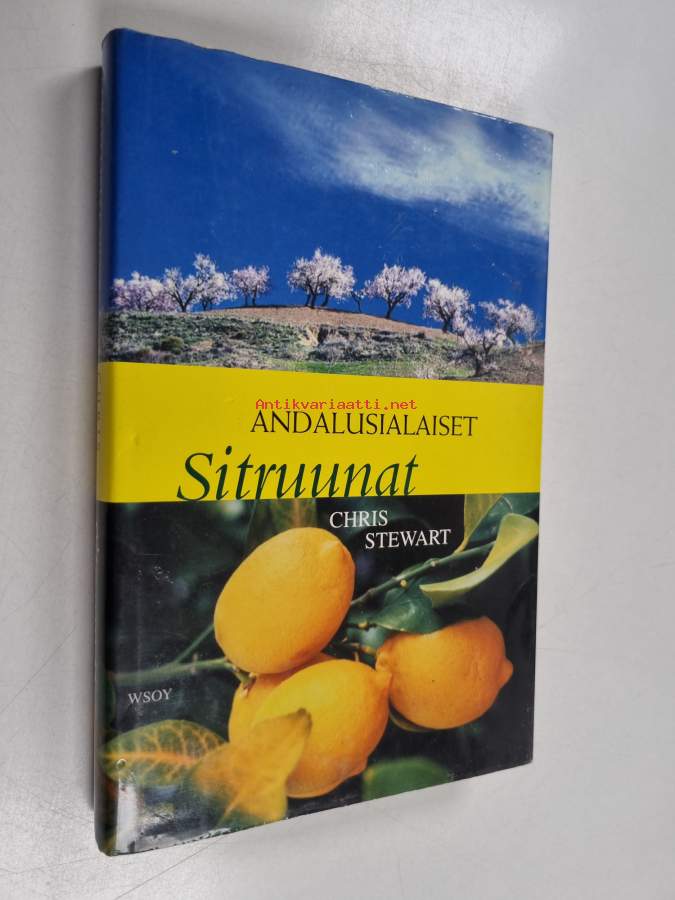 Antikvariaatti.net
ANDALUSIALAISET
Sitruunat
CHRIS
STEWART
WSOY